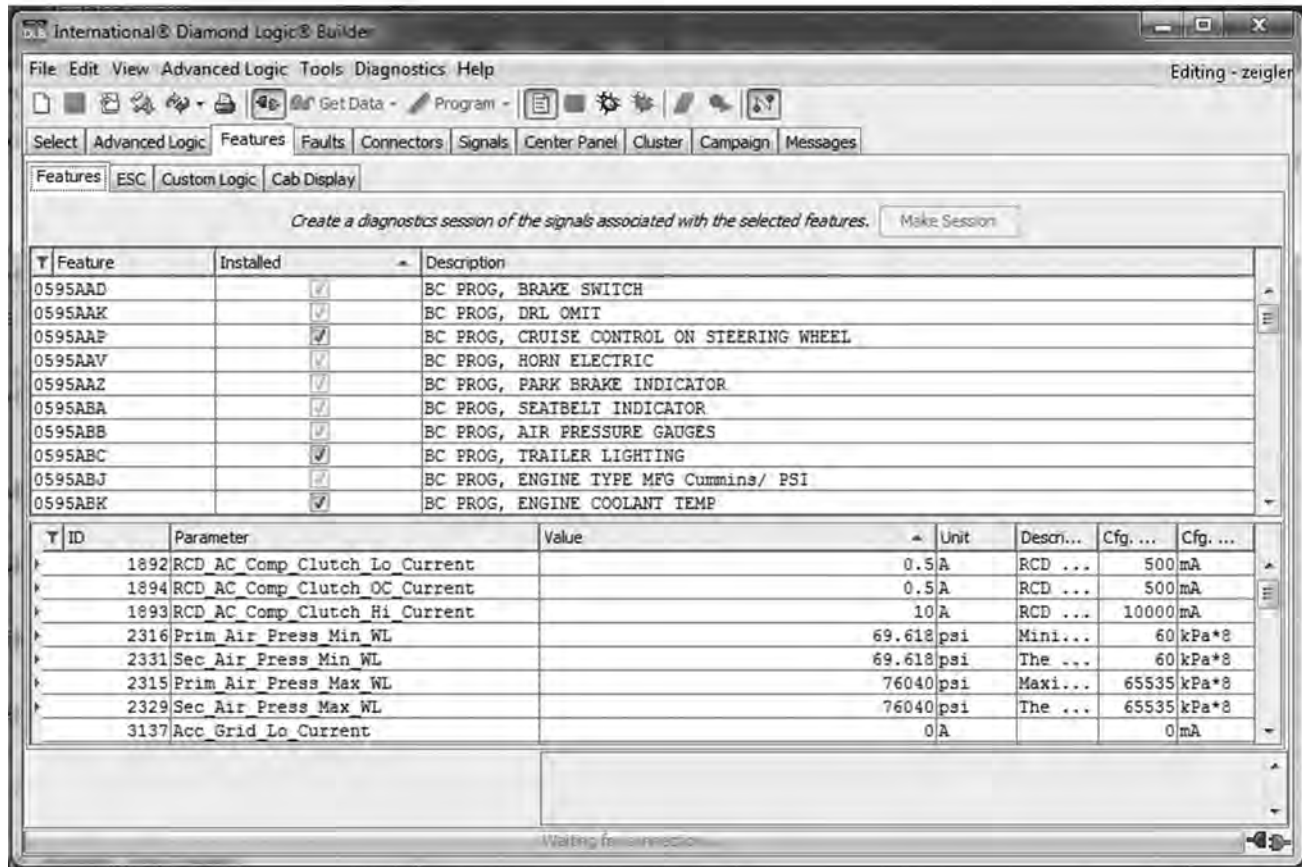 International® Diamond Logic® Builder
File Edit View Advanced Logic Tools Diagnostics Help Editing - zeigler
Get Data - Program -
Select Advanced Logic Features Faults Connectors Signals Center Panel Cluster Campaign Messages
Features ESC Custom Logic Cab Display
Create a diagnostics session of the signals associated with the selected features. Make Session
Feature Installed Description
0595AAD BC PROG, BRAKE SWITCH
0595AAK BC PROG, DRL OMIT
0595AAP BC PROG, CRUISE CONTROL ON STEERING WHEEL
0595AAV BC PROG, HORN ELECTRIC
0595AAZ BC PROG, PARK BRAKE INDICATOR
0595ABA BC PROG, SEATBELT INDICATOR
0595ABB BC PROG, AIR PRESSURE GAUGES
0595ABC BC PROG, TRAILER LIGHTING
0595ABJ BC PROG, ENGINE TYPE MFG Cummins/ PSI
0595ABK BC PROG, ENGINE COOLANT TEMP
ID Parameter Value Unit Descri... Cfg. ... Cfg. ...
1892 RCD_AC_Comp_Clutch_Lo_Current 0.5 A RCD ... 500 mA
1894 RCD_AC_Comp_Clutch_OC_Current 0.5 A RCD ... 500 mA
1893 RCD_AC_Comp_Clutch_Hi_Current 10 A RCD ... 10000 mA
2316 Prim_Air_Press_Min_WL 69.618 psi Mini... 60 kPa*8
2331 Sec_Air_Press_Min_WL 69.618 psi The ... 60 kPa*8
2315 Prim_Air_Press_Max_WL 76040 psi Maxi... 65535 kPa*8
2329 Sec_Air_Press_Max_WL 76040 psi The ... 65535 kPa*8
3137 Acc_Grid_Lo_Current 0 A 0 mA
Waiting for connection...